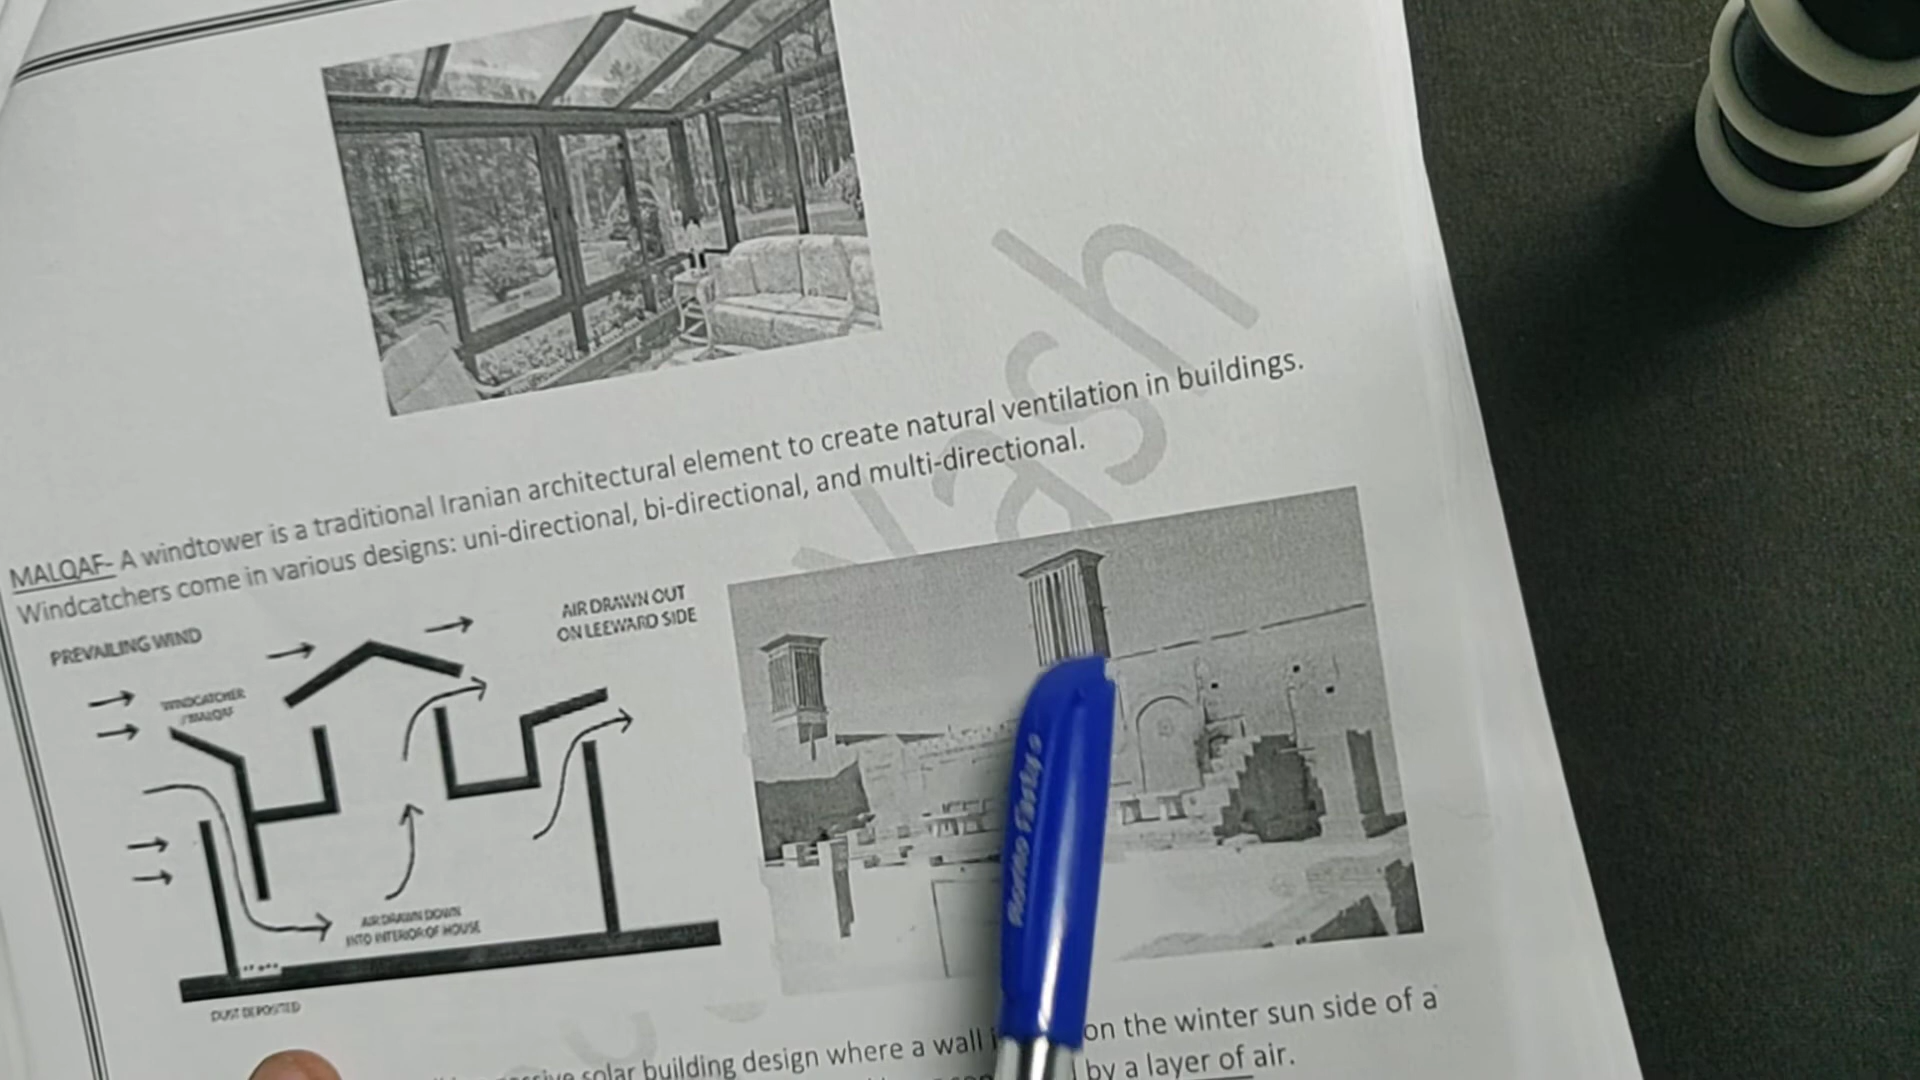 MALQAF- A windtower is a traditional Iranian architectural element to create natural ventilation in buildings.
Windcatchers come in various designs: uni-directional, bi-directional, and multi-directional.
PREVAILING WIND
AIR DRAWN OUT
ON LEEWARD SIDE
WINDCATCHER
/MALQAF
AIR DRAWN DOWN
INTO INTERIOR OF HOUSE
DUST DEPOSITED
solar building design where a wall on the winter sun side of a
by a layer of air.